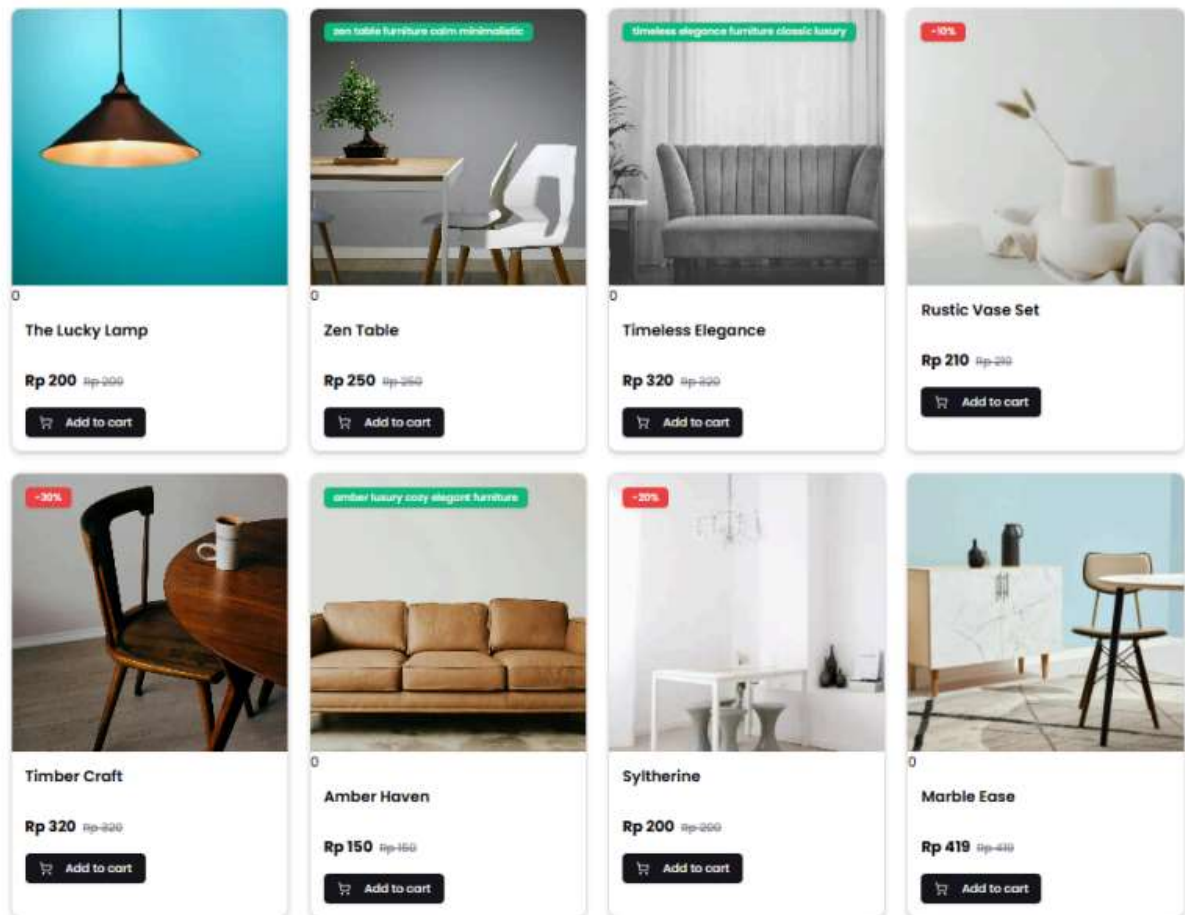 zen table furniture calm minimalistic
timeless elegance furniture classic luxury
-10%
0
0
0
The Lucky Lamp
Zen Table
Timeless Elegance
Rustic Vase Set
Rp 200 Rp 200
Rp 250 Rp 250
Rp 320 Rp 320
Rp 210 Rp 210
Add to cart
Add to cart
Add to cart
Add to cart
-30%
amber luxury cozy elegant furniture
-20%
0
0
Timber Craft
Amber Haven
Syltherine
Marble Ease
Rp 320 Rp 320
Rp 150 Rp 150
Rp 200 Rp 200
Rp 419 Rp 419
Add to cart
Add to cart
Add to cart
Add to cart